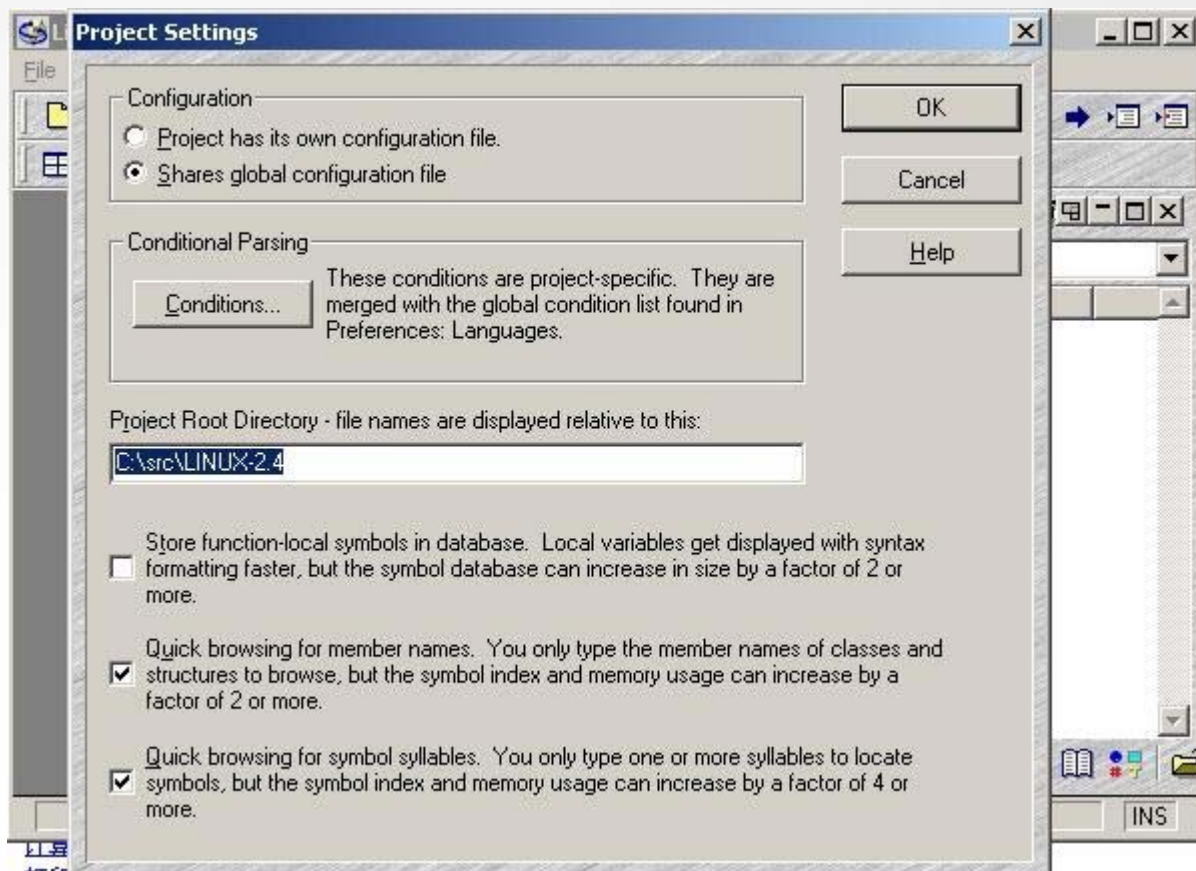 Project Settings
File
Configuration
Project has its own configuration file.
Shares global configuration file
OK
Cancel
Help
Conditional Parsing
Conditions...
These conditions are project-specific. They are
merged with the global condition list found in
Preferences: Languages.
Project Root Directory - file names are displayed relative to this:
C:\src\LINUX-2.4
Store function-local symbols in database. Local variables get displayed with syntax
formatting faster, but the symbol database can increase in size by a factor of 2 or
more.
Quick browsing for member names. You only type the member names of classes and
structures to browse, but the symbol index and memory usage can increase by a
factor of 2 or more.
Quick browsing for symbol syllables. You only type one or more syllables to locate
symbols, but the symbol index and memory usage can increase by a factor of 4 or
more.
INS